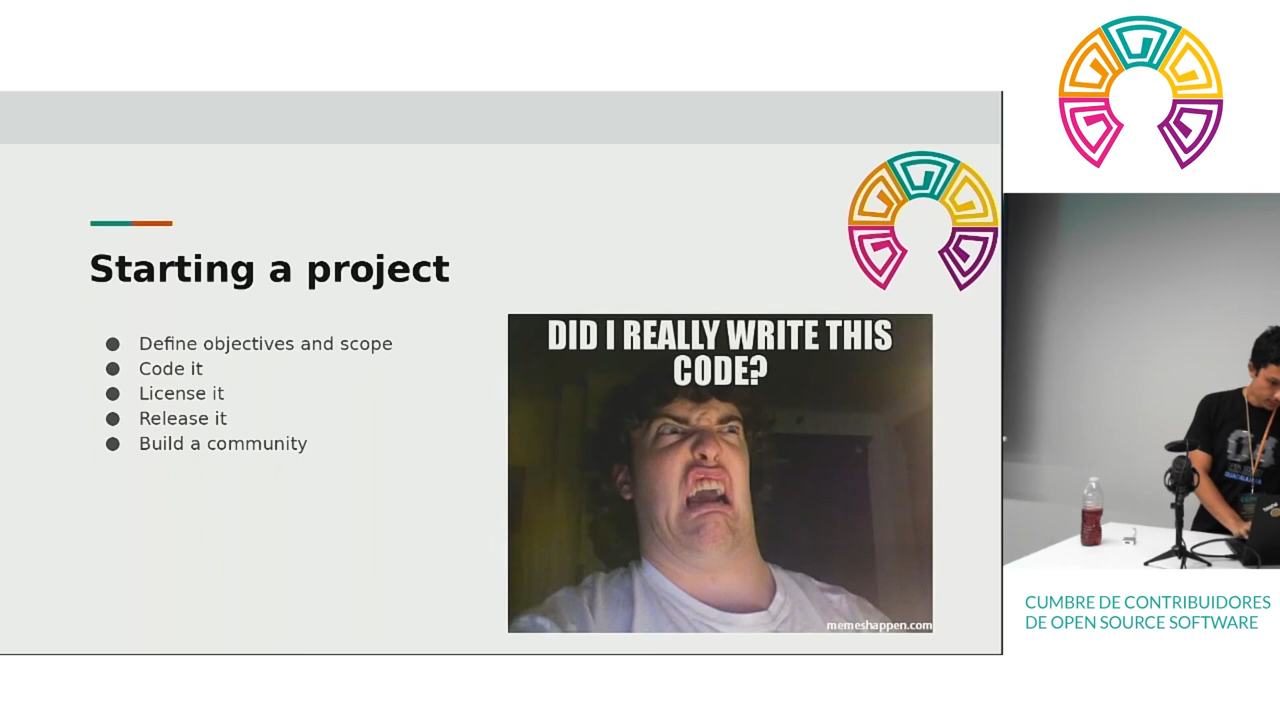 Starting a project
Define objectives and scope
Code it
License it
Release it
Build a community
DID I REALLY WRITE THIS
CODE?
memeshappen.com
GUADALAJARA
CUMBRE DE CONTRIBUIDORES
DE OPEN SOURCE SOFTWARE